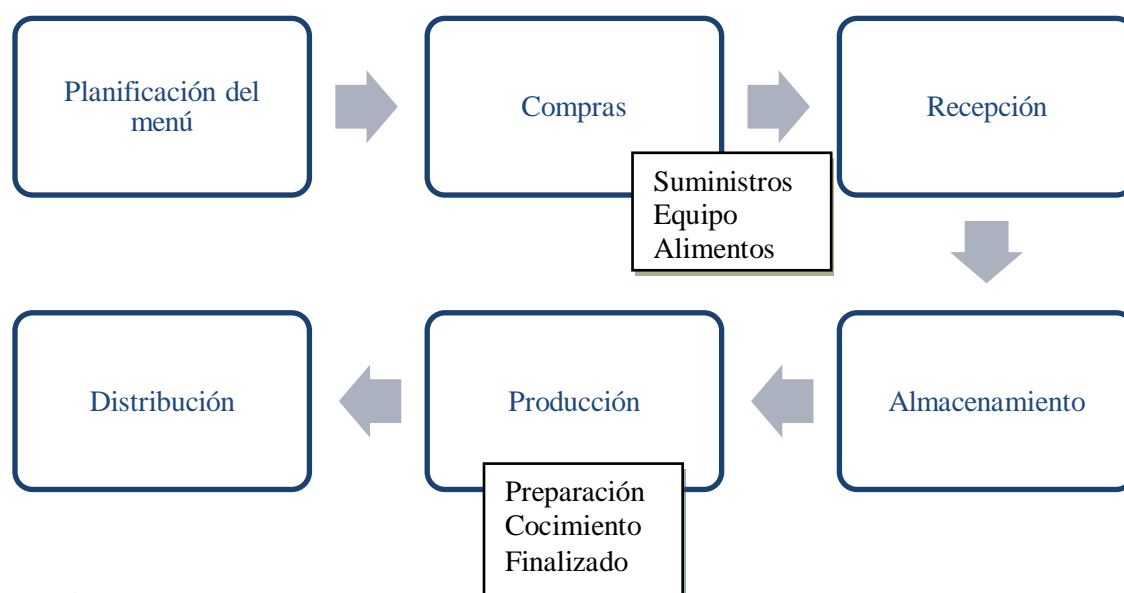 Planificación del
menú
Compras
Recepción
Suministros
Equipo
Alimentos
Almacenamiento
Producción
Distribución
Preparación
Cocimiento
Finalizado